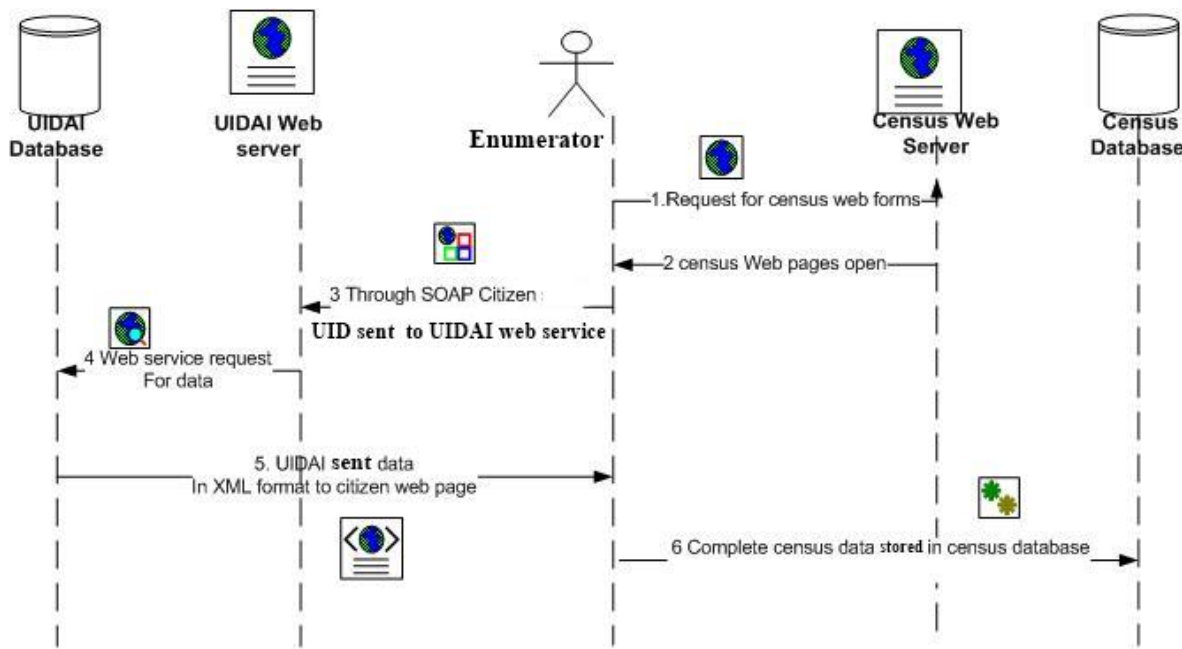 UIDAI
Database
UIDAI Web
server
Enumerator
Census Web
Server
Census
Database
1.Request for census web forms
2 census Web pages open
3 Through SOAP Citizen :
UID sent to UIDAI web service
4 Web service request
For data
5. UIDAI sent data
In XML format to citizen web page
6 Complete census data stored in census database